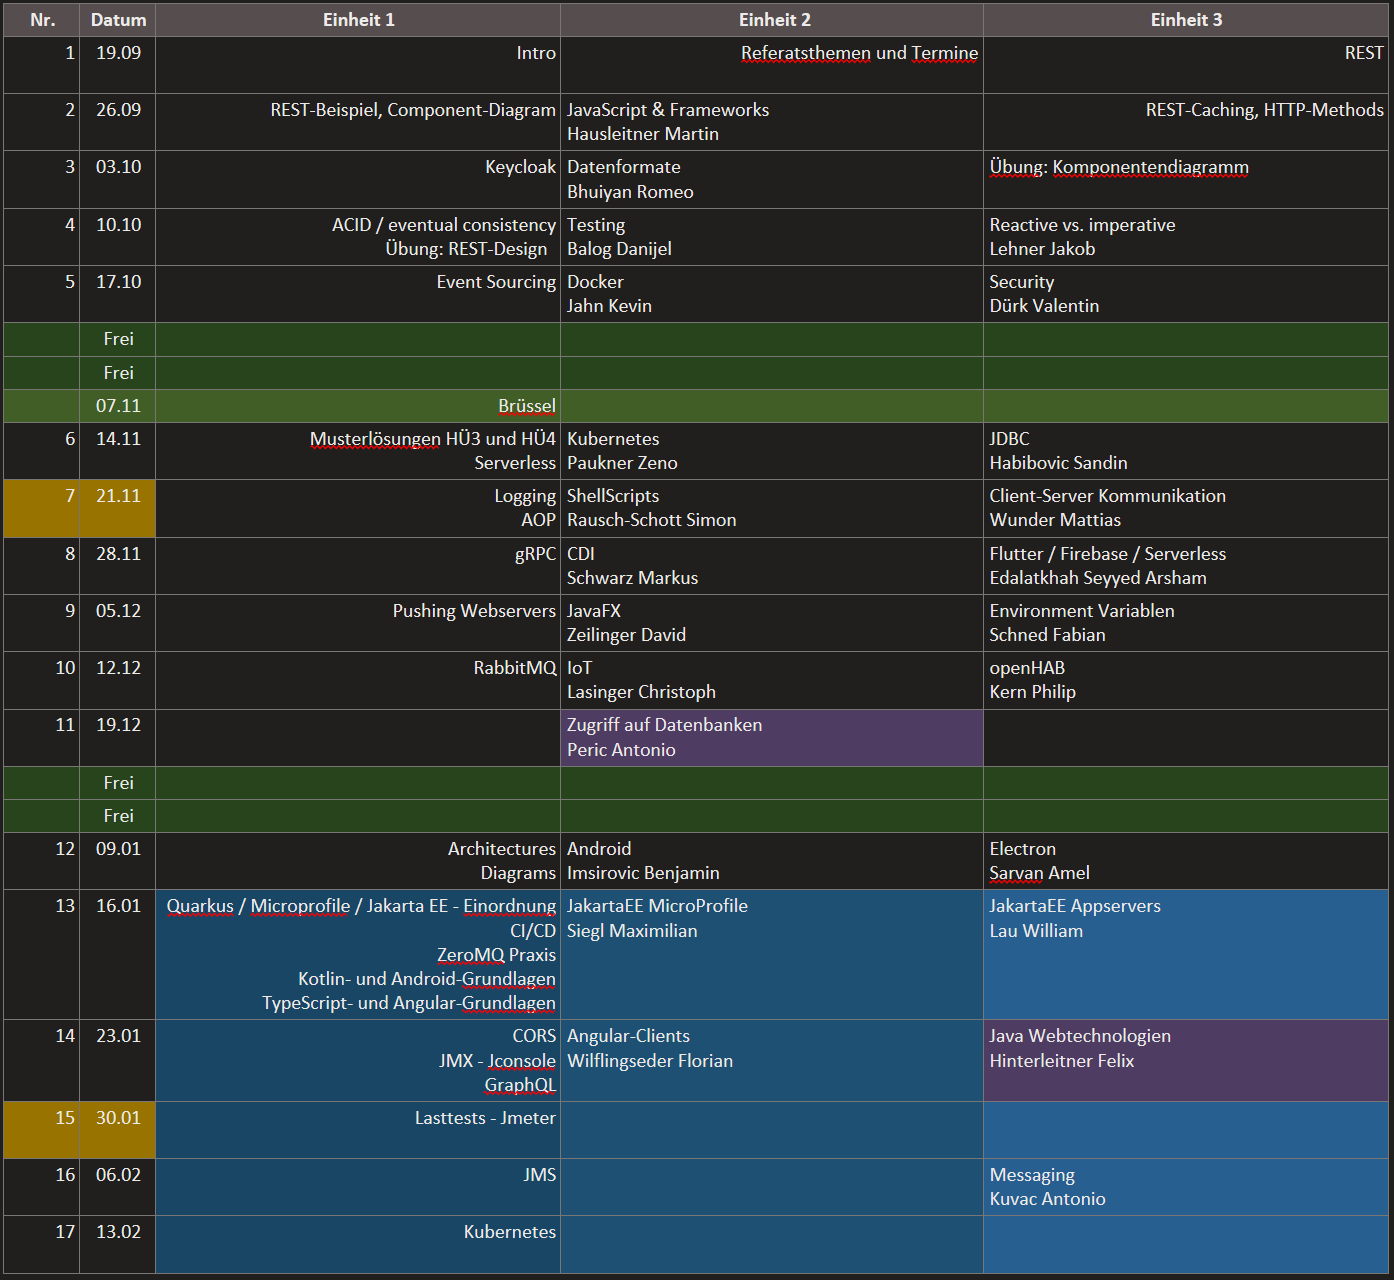 Nr. Datum Einheit 1 Einheit 2 Einheit 3
1 19.09 Intro Referatsthemen und Termine REST
2 26.09 REST-Beispiel, Component-Diagram JavaScript & Frameworks REST-Caching, HTTP-Methods
Hausleitner Martin
3 03.10 Keycloak Datenformate Übung: Komponentendiagramm
Bhuiyan Romeo
4 10.10 ACID / eventual consistency Testing Reactive vs. imperative
Übung: REST-Design Balog Danijel Lehner Jakob
5 17.10 Event Sourcing Docker Security
Jahn Kevin Dürk Valentin
Frei
Frei
07.11 Brüssel
6 14.11 Musterlösungen HÜ3 und HÜ4 Kubernetes JDBC
Serverless Paukner Zeno Habibovic Sandin
7 21.11 Logging ShellScripts Client-Server Kommunikation
AOP Rausch-Schott Simon Wunder Mattias
8 28.11 gRPC CDI Flutter / Firebase / Serverless
Schwarz Markus Edalatkhah Seyyed Arsham
9 05.12 Pushing Webservers JavaFX Environment Variablen
Zeilinger David Schned Fabian
10 12.12 RabbitMQ IoT openHAB
Lasinger Christoph Kern Philip
11 19.12 Zugriff auf Datenbanken
Peric Antonio
Frei
Frei
12 09.01 Architectures Android Electron
Diagrams Imsirovic Benjamin Sarvan Amel
13 16.01 Quarkus / Microprofile / Jakarta EE - Einordnung JakartaEE MicroProfile JakartaEE Appservers
CI/CD Siegl Maximilian Lau William
ZeroMQ Praxis
Kotlin- und Android-Grundlagen
TypeScript- und Angular-Grundlagen
14 23.01 CORS Angular-Clients Java Webtechnologien
JMX - Jconsole Wilflingseder Florian Hinterleitner Felix
GraphQL
15 30.01 Lasttests - Jmeter
16 06.02 JMS Messaging
Kuvac Antonio
17 13.02 Kubernetes